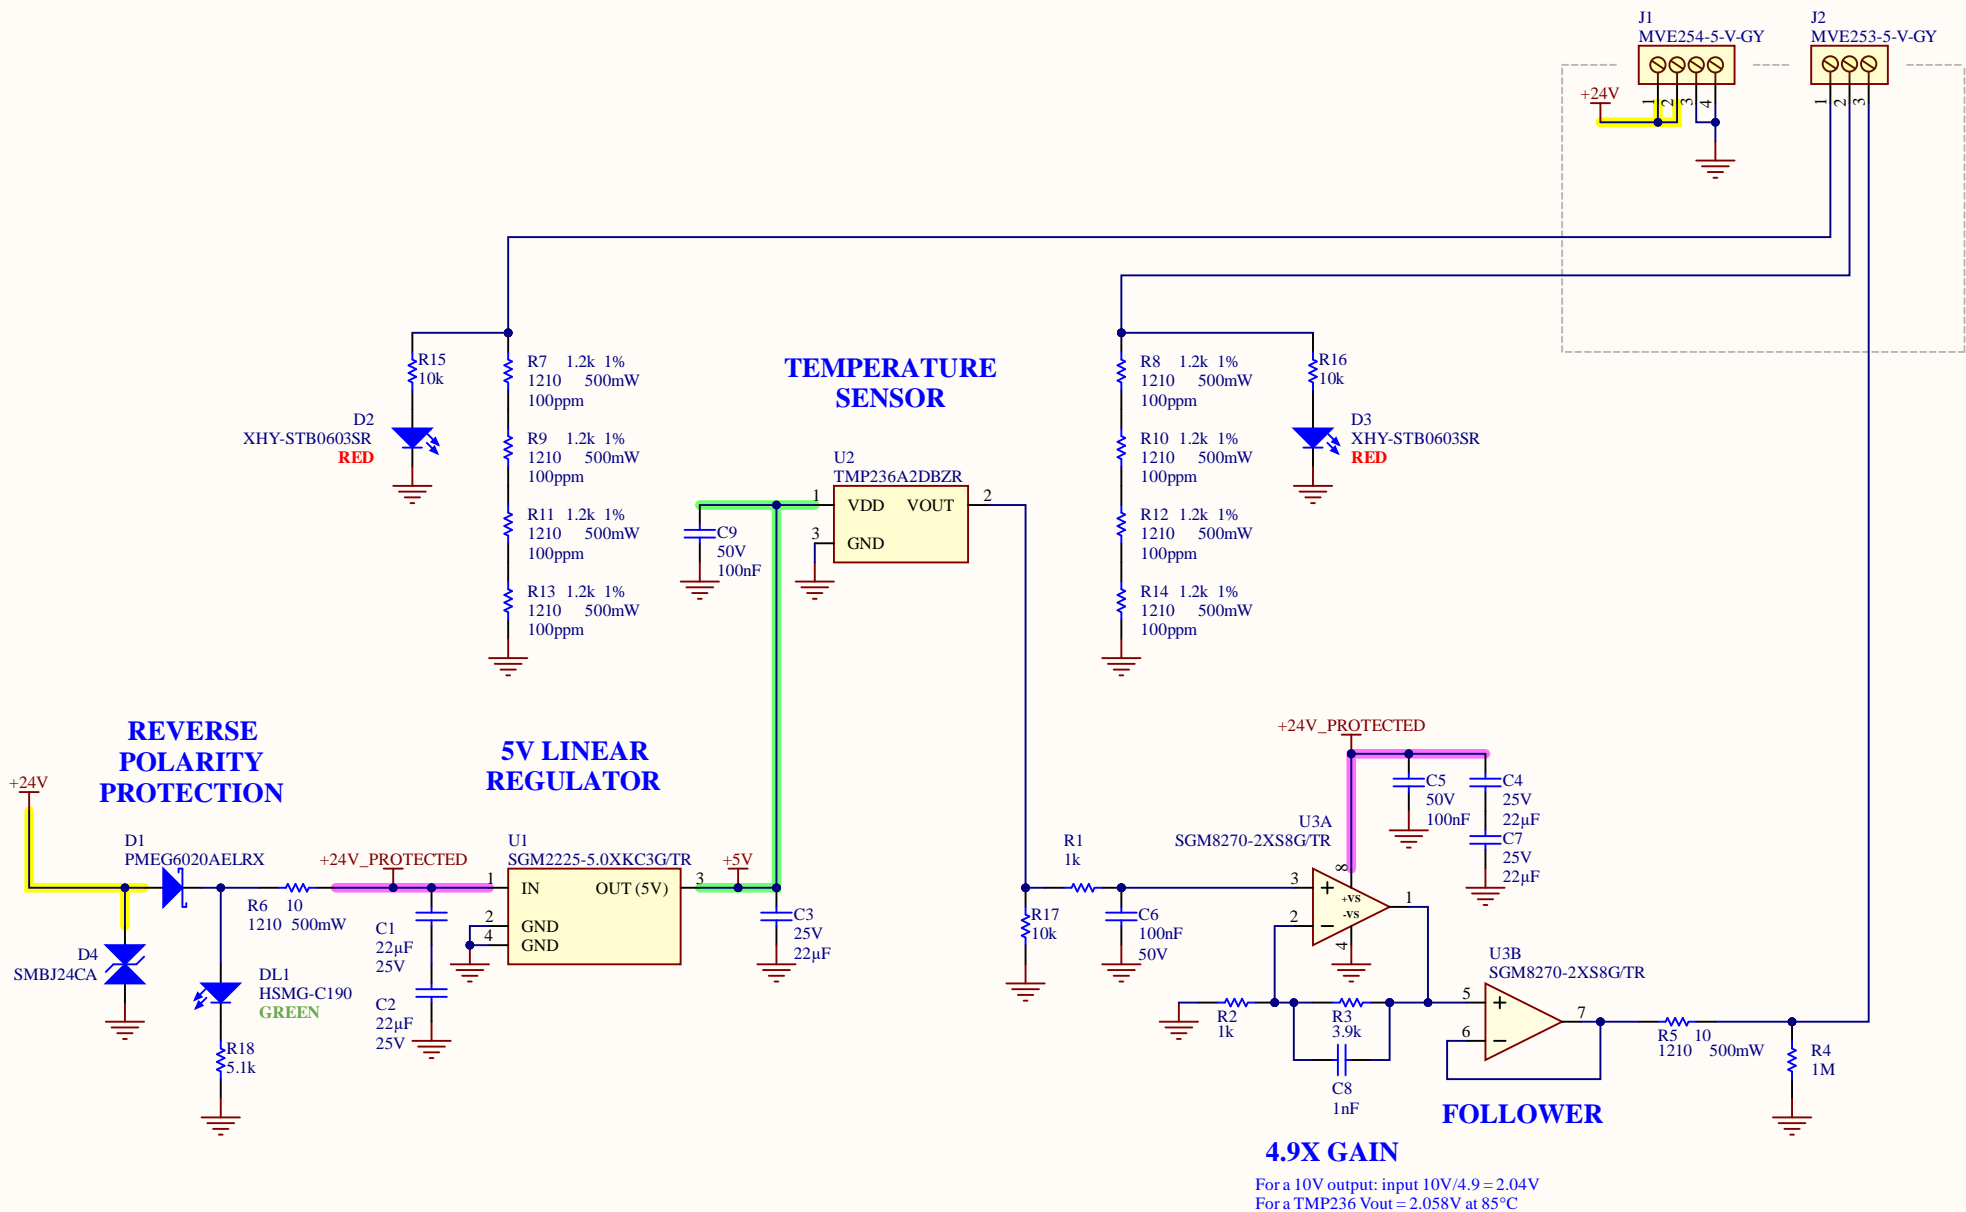 J1
MVE254-5-V-GY
J2
MVE253-5-V-GY
+24V
1
2
3
4
1
2
3
R15
10k
D2
XHY-STB0603SR
RED
R7 1.2k 1%
1210 500mW
100ppm
R9 1.2k 1%
1210 500mW
100ppm
R11 1.2k 1%
1210 500mW
100ppm
R13 1.2k 1%
1210 500mW
100ppm
TEMPERATURE
SENSOR
U2
TMP236A2DBZR
1
VDD
VOUT
2
3
GND
C9
50V
100nF
R8 1.2k 1%
1210 500mW
100ppm
R10 1.2k 1%
1210 500mW
100ppm
R12 1.2k 1%
1210 500mW
100ppm
R14 1.2k 1%
1210 500mW
100ppm
R16
10k
D3
XHY-STB0603SR
RED
REVERSE
POLARITY
PROTECTION
+24V
D1
PMEG6020AELRX
D4
SMBJ24CA
R6 10
1210 500mW
DL1
HSMG-C190
GREEN
R18
5.1k
+24V_PROTECTED
C1
22µF
25V
C2
22µF
25V
5V LINEAR
REGULATOR
U1
SGM2225-5.0XKC3G/TR
1
IN
OUT (5V)
3
2
GND
4
GND
+5V
C3
25V
22µF
R1
1k
R17
10k
C6
100nF
50V
+24V_PROTECTED
C5
50V
100nF
C4
25V
22µF
C7
25V
22µF
U3A
SGM8270-2XS8G/TR
8
3
+VS
-VS
1
2
4
R2
1k
R3
3.9k
C8
1nF
U3B
SGM8270-2XS8G/TR
5
7
6
R5 10
1210 500mW
R4
1M
FOLLOWER
4.9X GAIN
For a 10V output: input 10V/4.9 = 2.04V
For a TMP236 Vout = 2.058V at 85°C